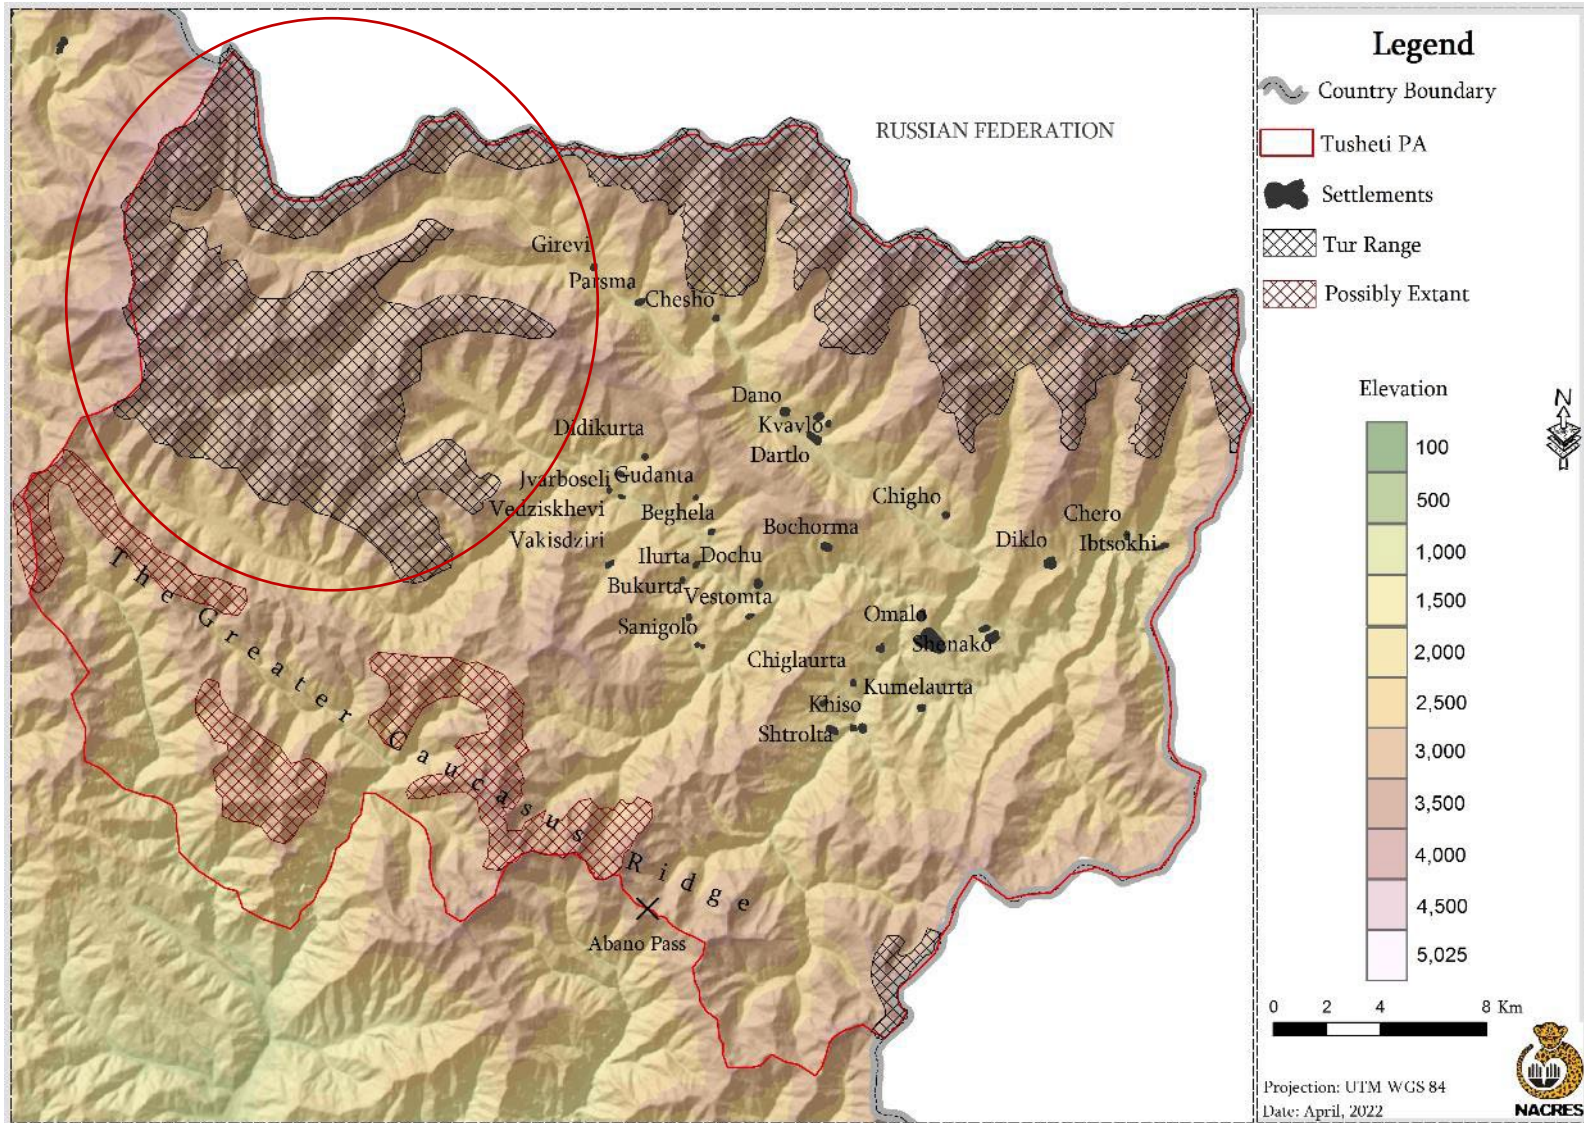 Legend
Country Boundary
Tusheti PA
Settlements
Tur Range
Possibly Extant
Elevation
100
500
1,000
1,500
2,000
2,500
3,000
3,500
4,000
4,500
5,025
N
0 2 4 8 Km
Projection: UTM WGS 84
Date: April, 2022
NACRES
RUSSIAN FEDERATION
Girevi
Parsma
Chesho
Dano
Kvavlo
Dartlo
Didikurta
Jvarboseli
Gudanta
Vedziskhevi
Beghela
Vakisdziri
Bochorma
Chigho
Chero
Diklo
Ibtsokhi
Ilurta
Dochu
Bukurta
Vestomta
Sanigolo
Omalo
Shenako
Chiglaurta
Kumelaurta
Khiso
Shtrolta
The Greater Caucasus Ridge
Abano Pass